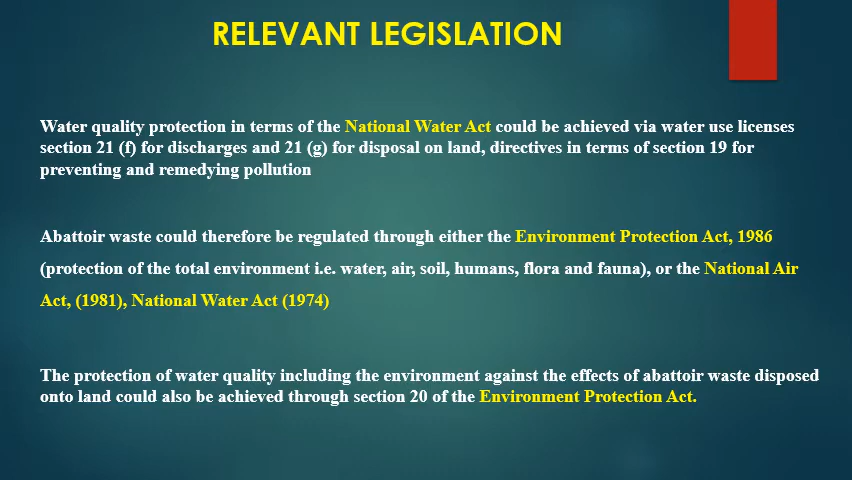 RELEVANT LEGISLATION
Water quality protection in terms of the National Water Act could be achieved via water use licenses
section 21 (f) for discharges and 21 (g) for disposal on land, directives in terms of section 19 for
preventing and remedying pollution
Abattoir waste could therefore be regulated through either the Environment Protection Act, 1986
(protection of the total environment i.e. water, air, soil, humans, flora and fauna), or the National Air
Act, (1981), National Water Act (1974)
The protection of water quality including the environment against the effects of abattoir waste disposed
onto land could also be achieved through section 20 of the Environment Protection Act.